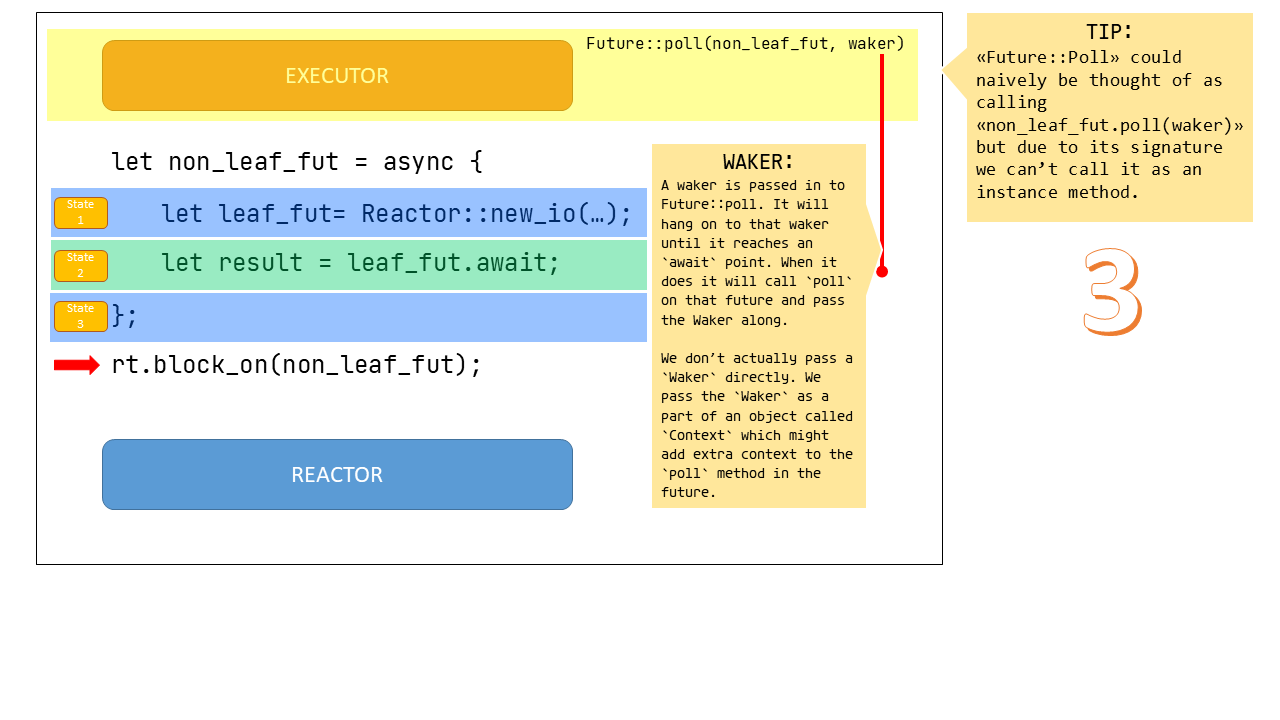 EXECUTOR
Future::poll(non_leaf_fut, waker)
let non_leaf_fut = async {
State
1
let leaf_fut= Reactor::new_io(…);
State
2
let result = leaf_fut.await;
State
3
};
rt.block_on(non_leaf_fut);
REACTOR
WAKER:
A waker is passed in to
Future::poll. It will
hang on to that waker
until it reaches an
`await` point. When it
does it will call `poll`
on that future and pass
the Waker along.
We don’t actually pass a
`Waker` directly. We
pass the `Waker` as a
part of an object called
`Context` which might
add extra context to the
`poll` method in the
future.
TIP:
«Future::Poll» could
naively be thought of as
calling
«non_leaf_fut.poll(waker)»
but due to its signature
we can’t call it as an
instance method.
3